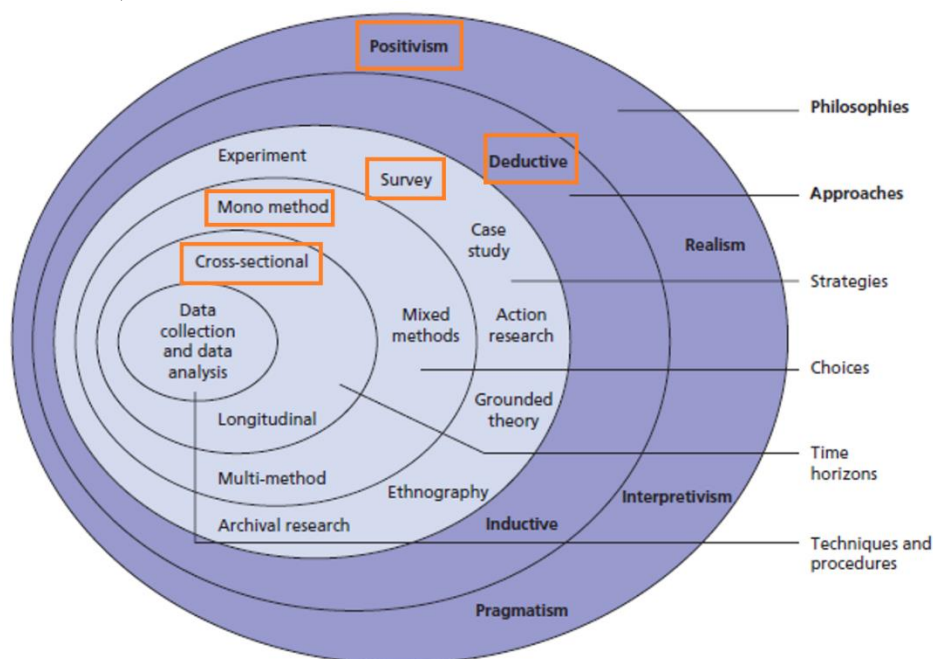 Positivism
Philosophies
Experiment
Deductive
Survey
Approaches
Mono method
Case
study
Realism
Cross-sectional
Strategies
Data
collection
and data
analysis
Mixed
methods
Action
research
Choices
Grounded
theory
Longitudinal
Time
horizons
Multi-method
Ethnography
Interpretivism
Archival research
Inductive
Techniques and
procedures
Pragmatism